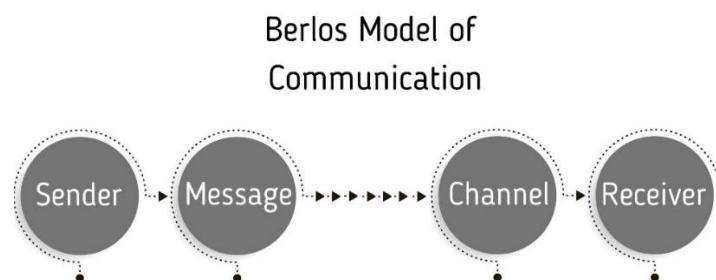 Berlos Model of
Communication
Sender Message Channel Receiver